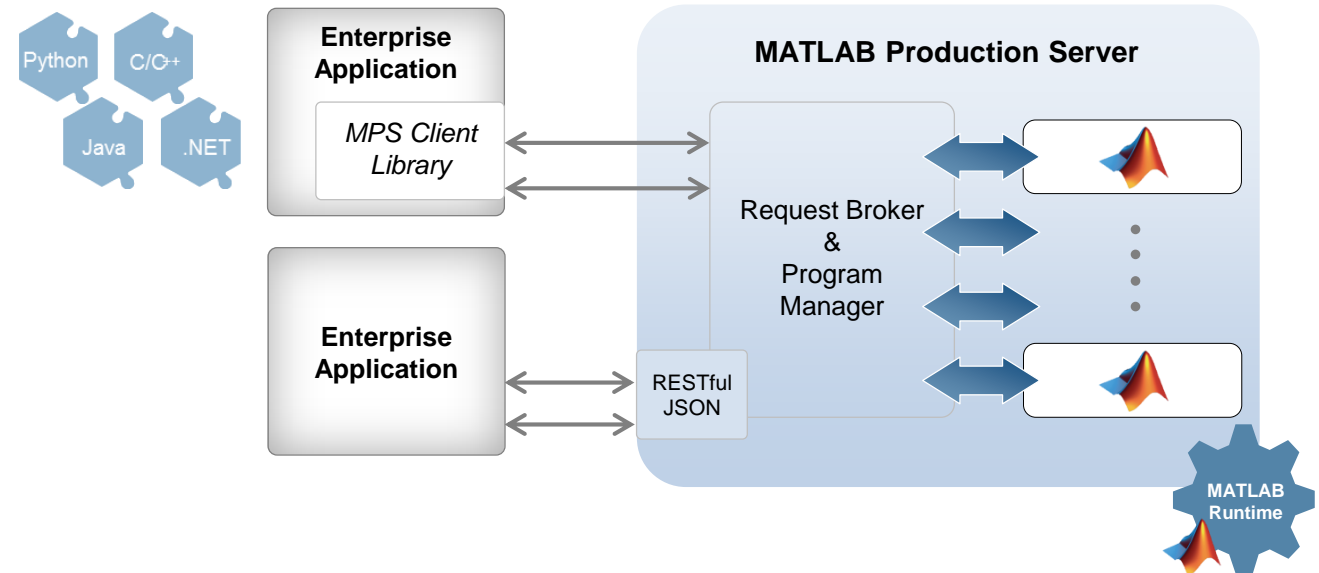 Python
C/C++
Java
.NET
Enterprise
Application
MPS Client
Library
Enterprise
Application
MATLAB Production Server
Request Broker
&
Program
Manager
RESTful
JSON
MATLAB
Runtime